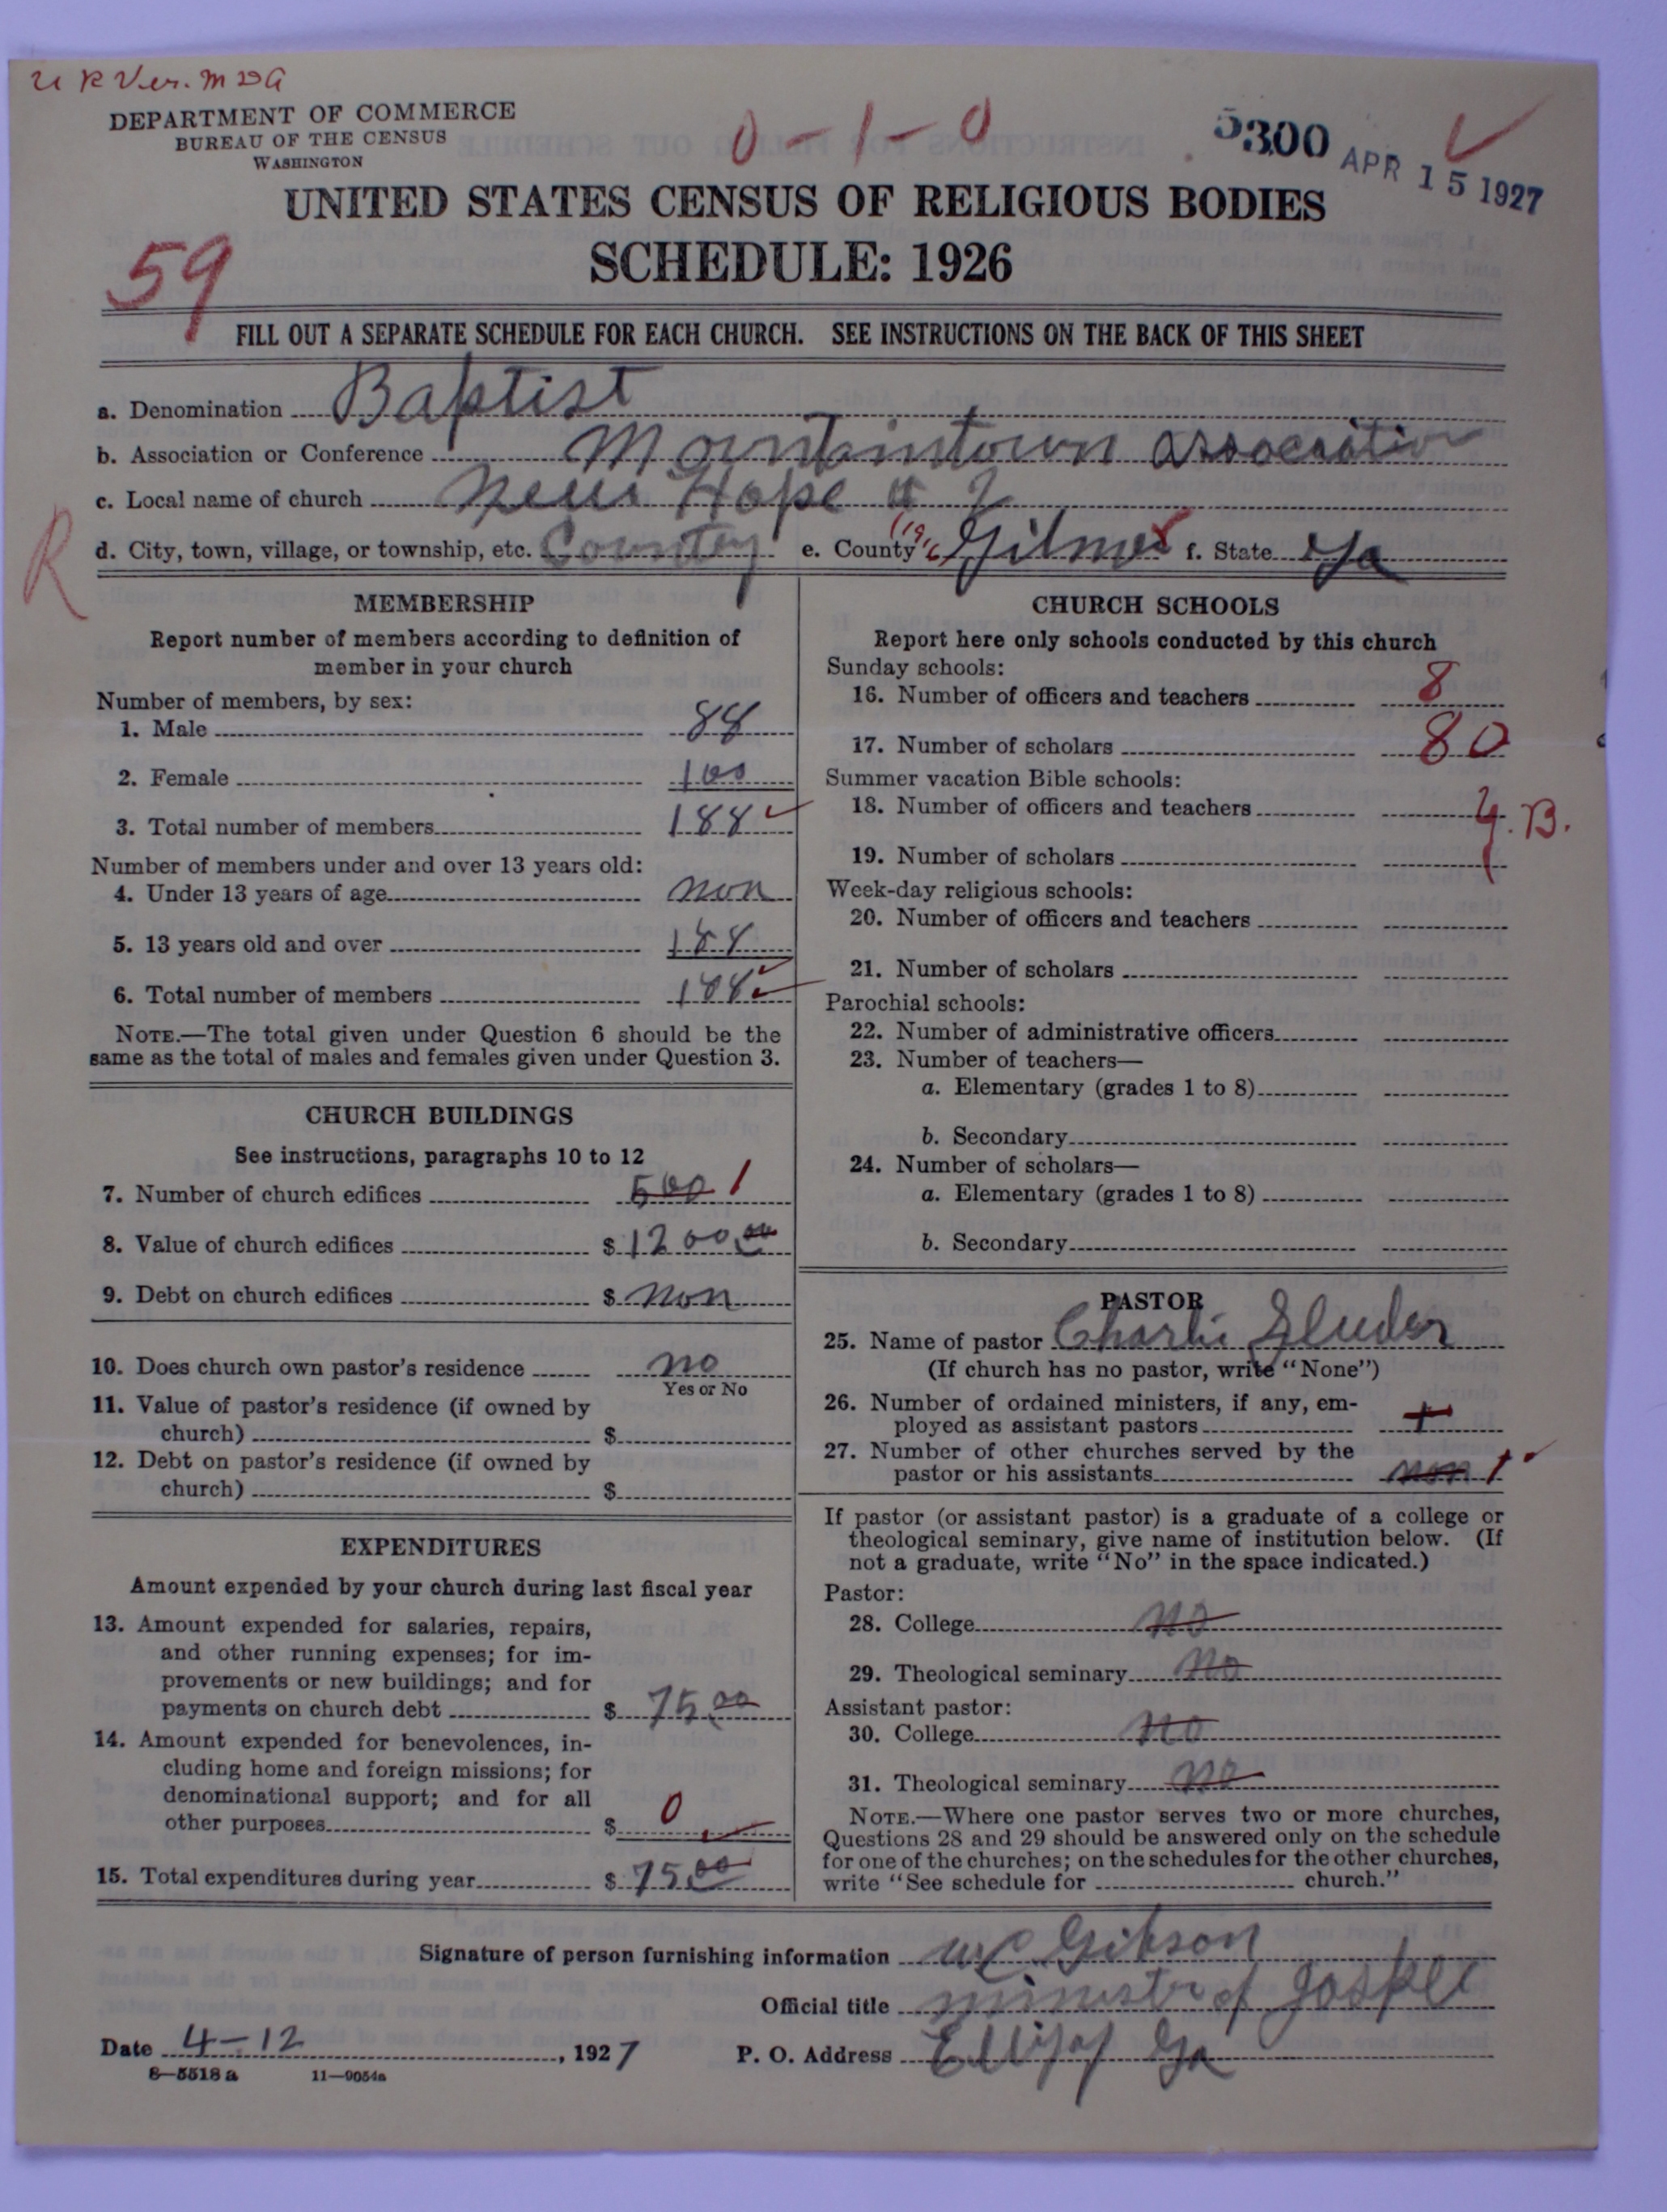 U R Ver. M
DEPARTMENT OF COMMERCE
BUREAU OF THE CENSUS
WASHINGTON
0 - 1 - 0
5300 APR 15 1927
UNITED STATES CENSUS OF RELIGIOUS BODIES
SCHEDULE: 1926
59
FILL OUT A SEPARATE SCHEDULE FOR EACH CHURCH. SEE INSTRUCTIONS ON THE BACK OF THIS SHEET
a. Denomination Baptist
b. Association or Conference Mountaintown association
c. Local name of church New Hope # 2
R
d. City, town, village, or township, etc. Country e. County Gilmer f. State Ga
MEMBERSHIP
Report number of members according to definition of
member in your church
Number of members, by sex:
1. Male 88
2. Female 100
3. Total number of members 188
Number of members under and over 13 years old:
4. Under 13 years of age non
5. 13 years old and over 188
6. Total number of members 188
NOTE.—The total given under Question 6 should be the
same as the total of males and females given under Question 3.
CHURCH BUILDINGS
See instructions, paragraphs 10 to 12
7. Number of church edifices 500 1
8. Value of church edifices $ 1200.00
9. Debt on church edifices $ non
10. Does church own pastor's residence no
Yes or No
11. Value of pastor's residence (if owned by
church) $
12. Debt on pastor's residence (if owned by
church) $
EXPENDITURES
Amount expended by your church during last fiscal year
13. Amount expended for salaries, repairs,
and other running expenses; for im-
provements or new buildings; and for
payments on church debt $ 75.00
14. Amount expended for benevolences, in-
cluding home and foreign missions; for
denominational support; and for all
other purposes $ 0
15. Total expenditures during year $ 75.00
CHURCH SCHOOLS
Report here only schools conducted by this church
Sunday schools:
16. Number of officers and teachers 8
17. Number of scholars 80
Summer vacation Bible schools:
18. Number of officers and teachers Y.B.
19. Number of scholars
Week-day religious schools:
20. Number of officers and teachers
21. Number of scholars
Parochial schools:
22. Number of administrative officers
23. Number of teachers—
a. Elementary (grades 1 to 8)
b. Secondary
24. Number of scholars—
a. Elementary (grades 1 to 8)
b. Secondary
PASTOR
25. Name of pastor Charlie Sluder
(If church has no pastor, write "None")
26. Number of ordained ministers, if any, em-
ployed as assistant pastors 1
27. Number of other churches served by the
pastor or his assistants non 1
If pastor (or assistant pastor) is a graduate of a college or
theological seminary, give name of institution below. (If
not a graduate, write "No" in the space indicated.)
Pastor:
28. College no
29. Theological seminary no
Assistant pastor:
30. College no
31. Theological seminary no
NOTE.—Where one pastor serves two or more churches,
Questions 28 and 29 should be answered only on the schedule
for one of the churches; on the schedules for the other churches,
write "See schedule for church."
Signature of person furnishing information W C Gibson
Official title minister of Gospel
Date 4-12, 1927 P. O. Address Ellijay Ga
8—5518 a 11—9054a